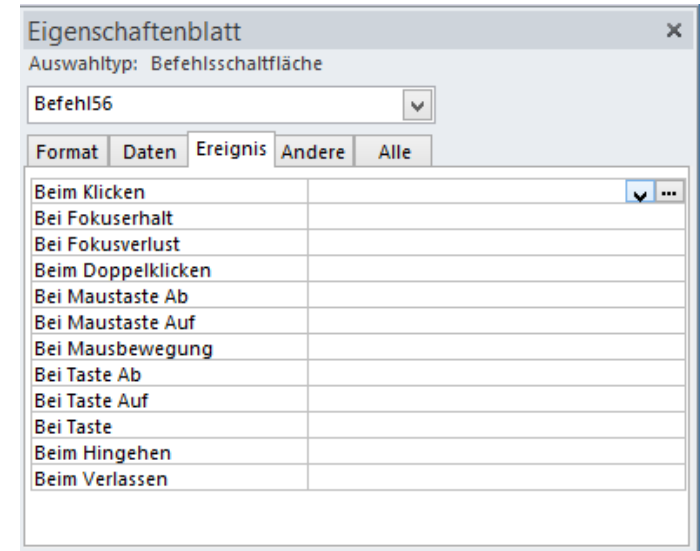 Eigenschaftenblatt
Auswahltyp: Befehlsschaltfläche
Befehl56
Format Daten Ereignis Andere Alle
Beim Klicken
Bei Fokuserhalt
Bei Fokusverlust
Beim Doppelklicken
Bei Maustaste Ab
Bei Maustaste Auf
Bei Mausbewegung
Bei Taste Ab
Bei Taste Auf
Bei Taste
Beim Hingehen
Beim Verlassen